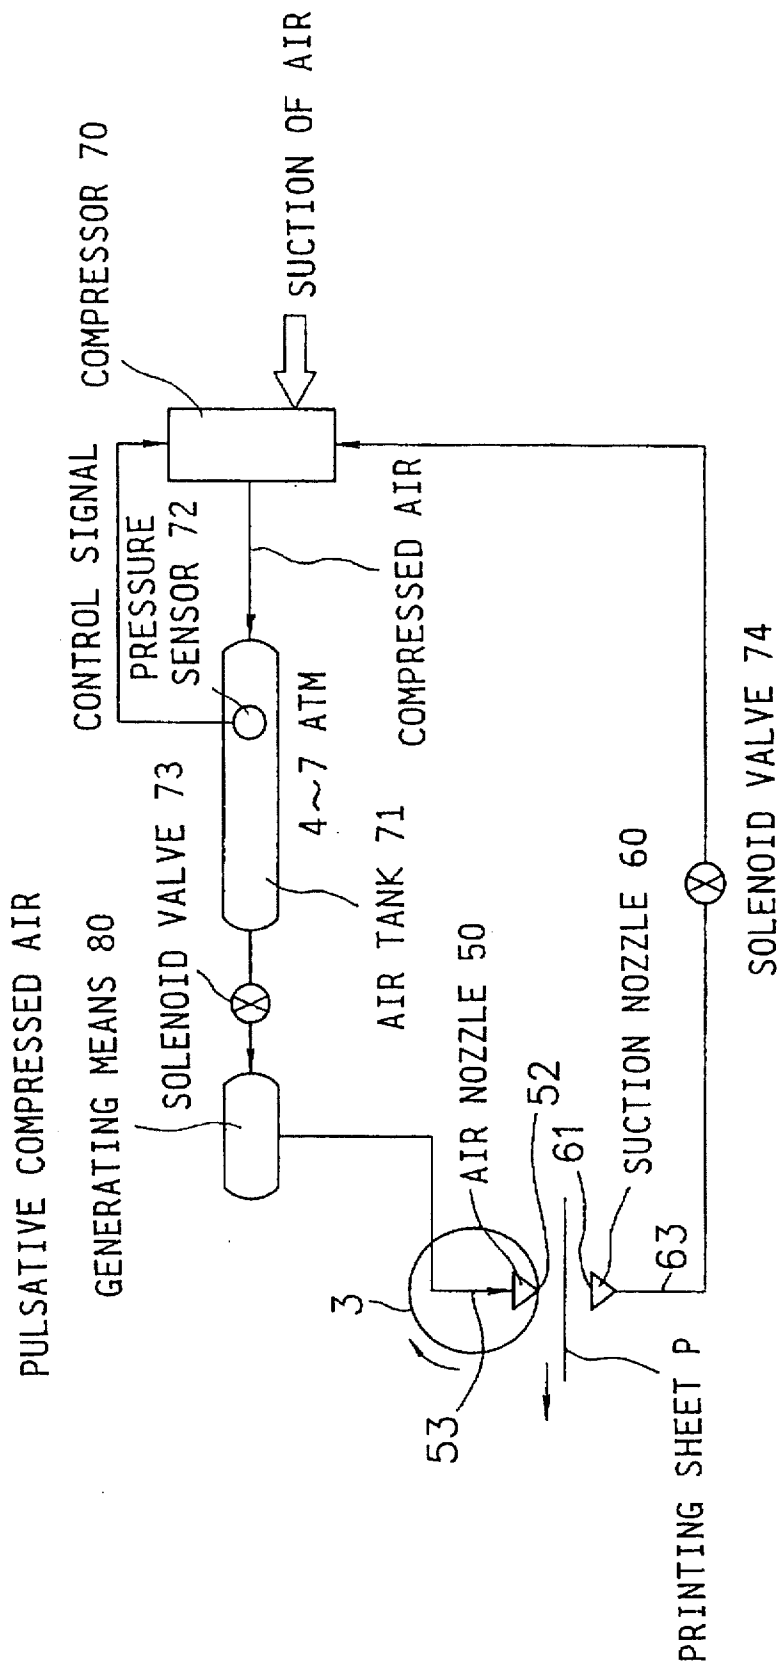 PULSATIVE COMPRESSED AIR
GENERATING MEANS 80
SOLENOID VALVE 73
CONTROL SIGNAL
PRESSURE
SENSOR 72
COMPRESSOR 70
SUCTION OF AIR
4~7 ATM
AIR TANK 71
COMPRESSED AIR
3
53
AIR NOZZLE 50
52
61
SUCTION NOZZLE 60
63
PRINTING SHEET P
SOLENOID VALVE 74